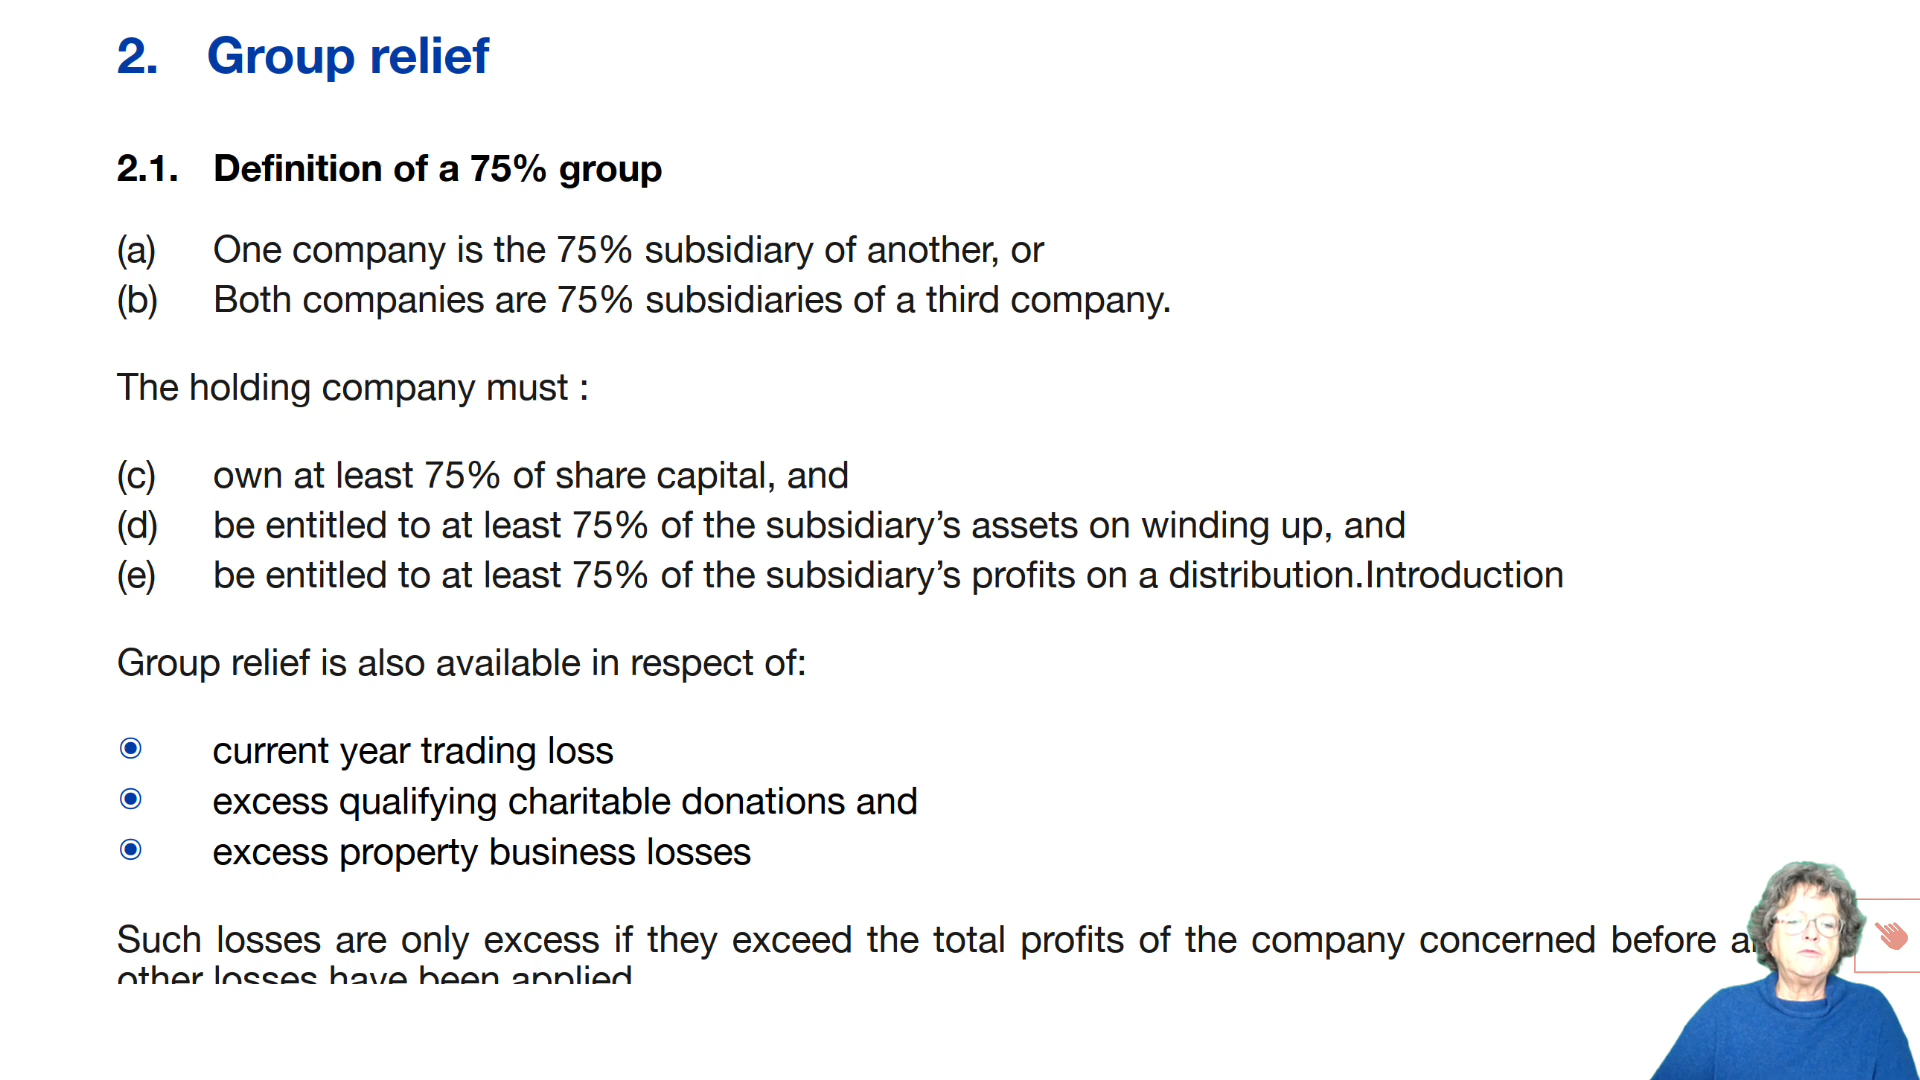 2. Group relief
2.1. Definition of a 75% group
(a) One company is the 75% subsidiary of another, or
(b) Both companies are 75% subsidiaries of a third company.
The holding company must :
(c) own at least 75% of share capital, and
(d) be entitled to at least 75% of the subsidiary’s assets on winding up, and
(e) be entitled to at least 75% of the subsidiary’s profits on a distribution.Introduction
Group relief is also available in respect of:
current year trading loss
excess qualifying charitable donations and
excess property business losses
Such losses are only excess if they exceed the total profits of the company concerned before
other losses have been applied